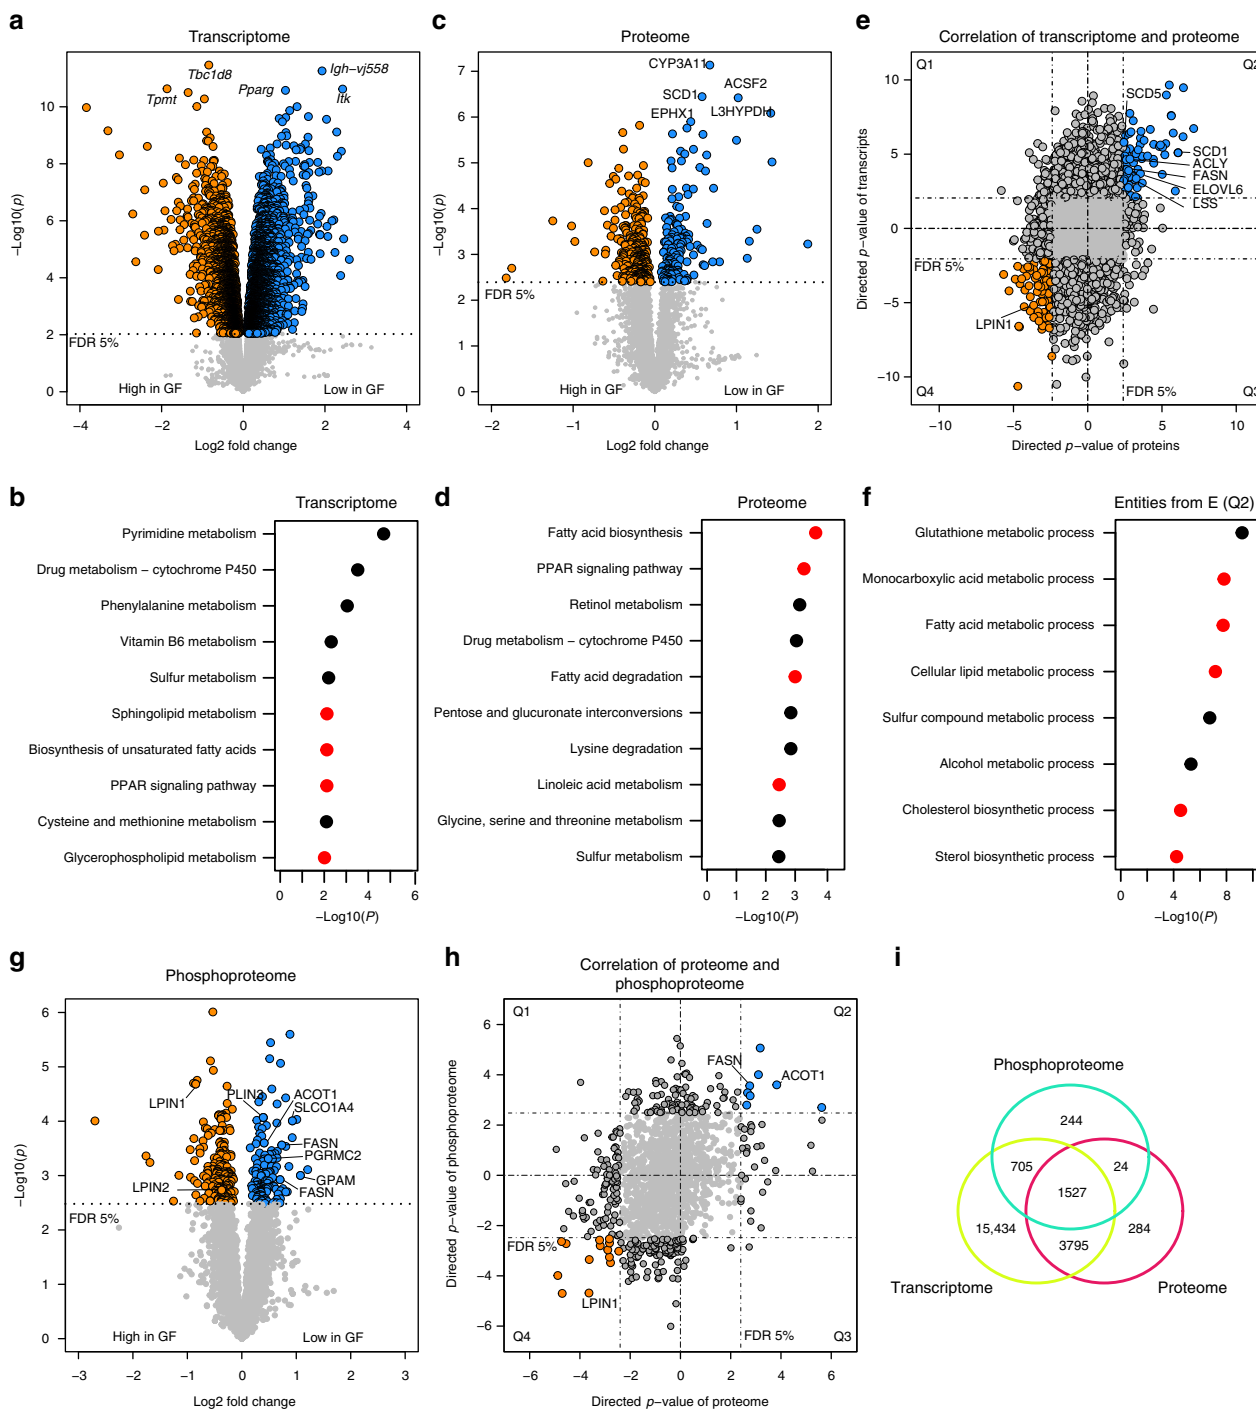 a
Transcriptome
Tbc1d8
Igh-vj558
Tpmt
Pparg
Itk
FDR 5%
High in GF
Low in GF
−Log10(p)
0
2
4
6
8
10
−4
−2
0
2
4
Log2 fold change
c
Proteome
CYP3A11
ACSF2
SCD1
L3HYPDH
EPHX1
FDR 5%
High in GF
Low in GF
−Log10(p)
0
1
2
3
4
5
6
7
−2
−1
0
1
2
Log2 fold change
e
Correlation of transcriptome and proteome
Q1
Q2
SCD5
SCD1
ACLY
FASN
ELOVL6
LSS
FDR 5%
LPIN1
Q4
FDR 5%
Q3
Directed p-value of transcripts
10
5
0
−5
−10
−10
−5
0
5
10
Directed p-value of proteins
b
Transcriptome
Pyrimidine metabolism
Drug metabolism − cytochrome P450
Phenylalanine metabolism
Vitamin B6 metabolism
Sulfur metabolism
Sphingolipid metabolism
Biosynthesis of unsaturated fatty acids
PPAR signaling pathway
Cysteine and methionine metabolism
Glycerophospholipid metabolism
0
2
4
6
−Log10(P)
d
Proteome
Fatty acid biosynthesis
PPAR signaling pathway
Retinol metabolism
Drug metabolism − cytochrome P450
Fatty acid degradation
Pentose and glucuronate interconversions
Lysine degradation
Linoleic acid metabolism
Glycine, serine and threonine metabolism
Sulfur metabolism
0
1
2
3
4
−Log10(P)
f
Entities from E (Q2)
Glutathione metabolic process
Monocarboxylic acid metabolic process
Fatty acid metabolic process
Cellular lipid metabolic process
Sulfur compound metabolic process
Alcohol metabolic process
Cholesterol biosynthetic process
Sterol biosynthetic process
0
4
8
−Log10(P)
g
Phosphoproteome
LPIN1
PLIN3
ACOT1
SLCO1A4
FASN
PGRMC2
GPAM
FASN
LPIN2
FDR 5%
High in GF
Low in GF
−Log10(p)
0
1
2
3
4
5
6
−3
−2
−1
0
1
2
3
Log2 fold change
h
Correlation of proteome and
phosphoproteome
Q1
Q2
FASN
ACOT1
FDR 5%
LPIN1
Q4
FDR 5%
Q3
Directed p-value of phosphoproteome
6
4
2
0
−2
−4
−6
−6
−4
−2
0
2
4
6
Directed p-value of proteome
i
Phosphoproteome
244
705
24
1527
15,434
284
3795
Transcriptome
Proteome